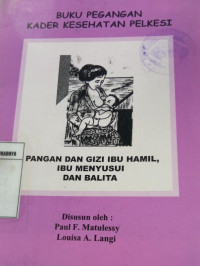 BUKU PEGANGAN
KADER KESEHATAN PELKESI
PANGAN DAN GIZI IBU HAMIL,
IBU MENYUSUI
DAN BALITA
Disusun oleh :
Paul F. Matulessy
Louisa A. Langi